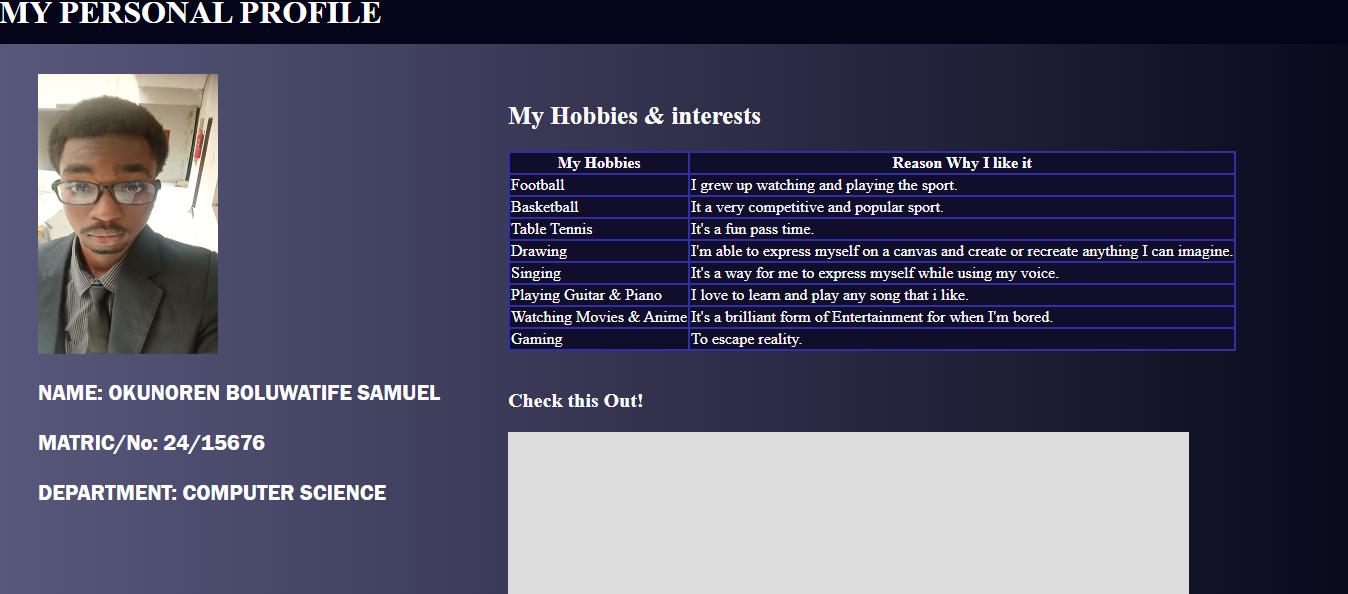 MY PERSONAL PROFILE
NAME: OKUNOREN BOLUWATIFE SAMUEL
MATRIC/No: 24/15676
DEPARTMENT: COMPUTER SCIENCE
My Hobbies & interests
My Hobbies Reason Why I like it
Football I grew up watching and playing the sport.
Basketball It a very competitive and popular sport.
Table Tennis It's a fun pass time.
Drawing I'm able to express myself on a canvas and create or recreate anything I can imagine.
Singing It's a way for me to express myself while using my voice.
Playing Guitar & Piano I love to learn and play any song that i like.
Watching Movies & Anime It's a brilliant form of Entertainment for when I'm bored.
Gaming To escape reality.
Check this Out!